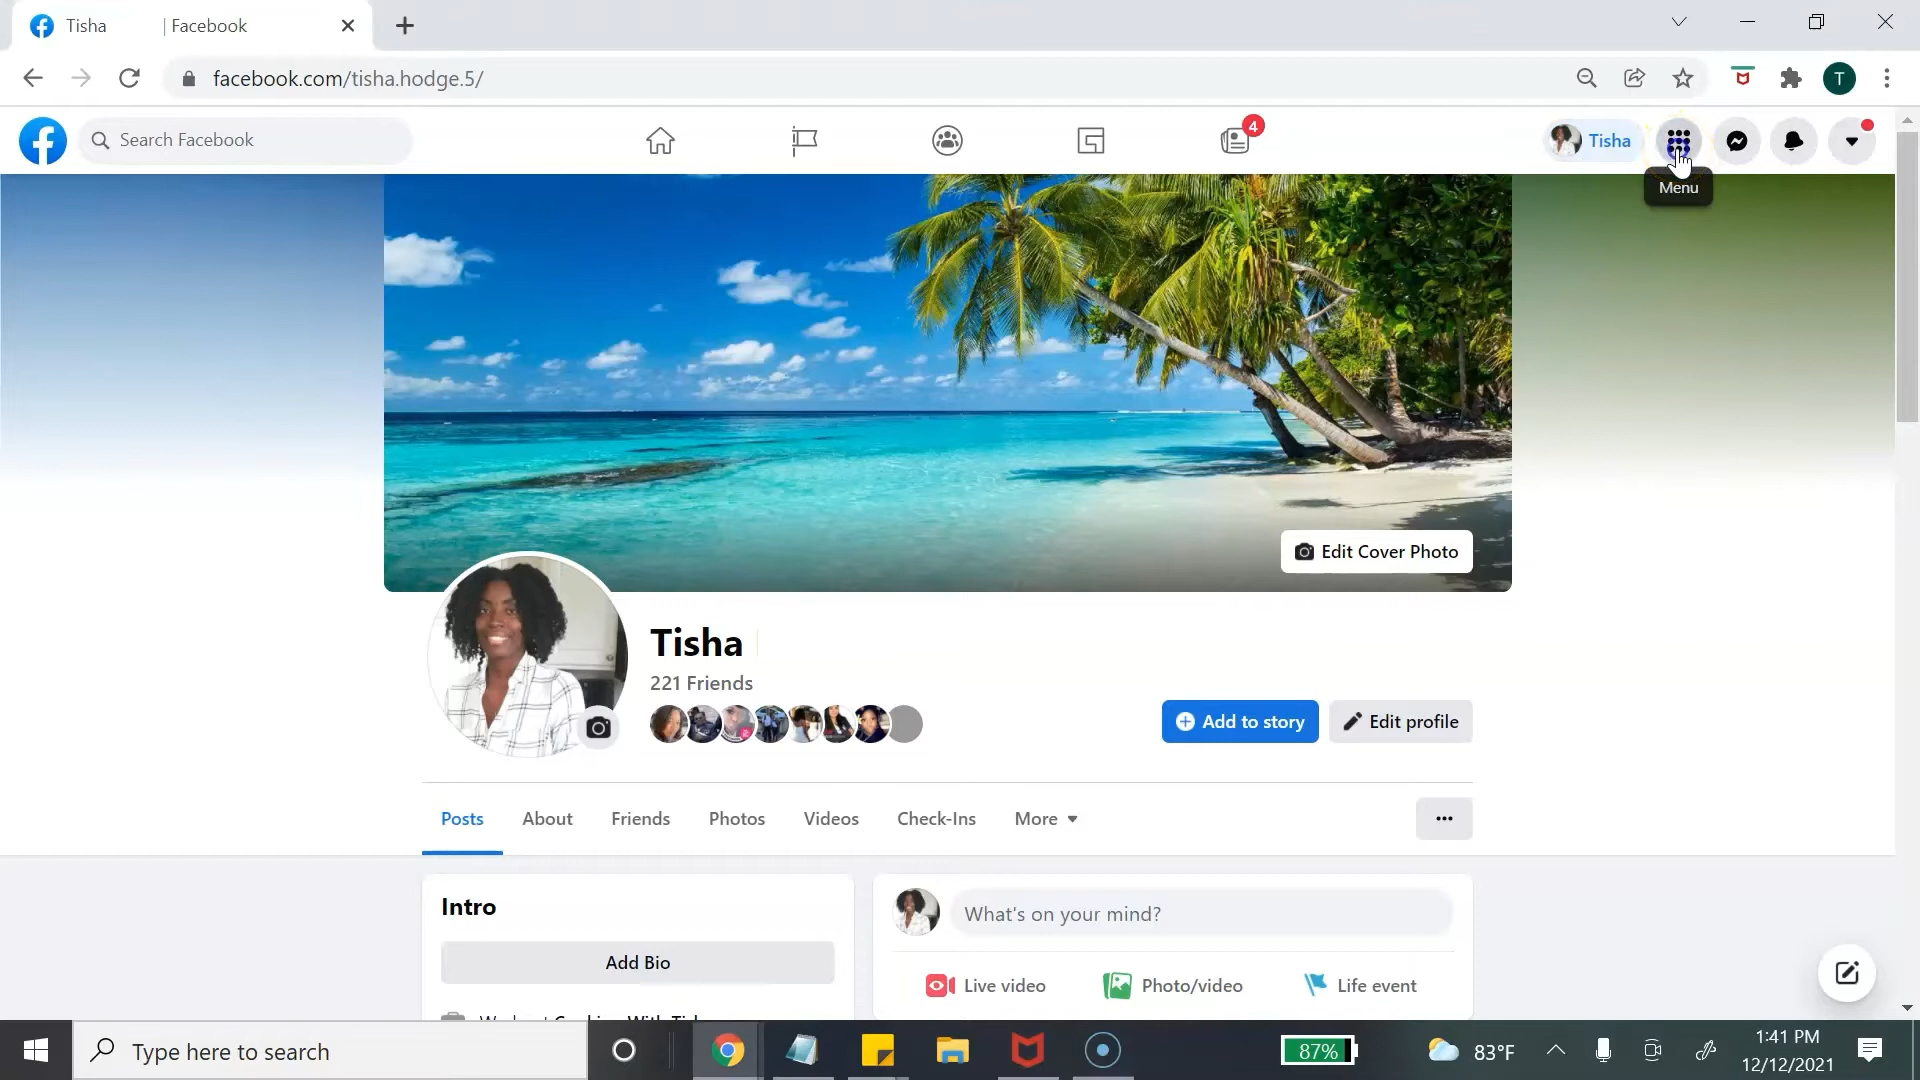 Tisha | Facebook
facebook.com/tisha.hodge.5/
T
Search Facebook
4
Tisha
Menu
Edit Cover Photo
Tisha
221 Friends
Add to story
Edit profile
Posts About Friends Photos Videos Check-Ins More
Intro
What's on your mind?
Add Bio
Live video Photo/video Life event
Type here to search
87%
83°F
1:41 PM
12/12/2021